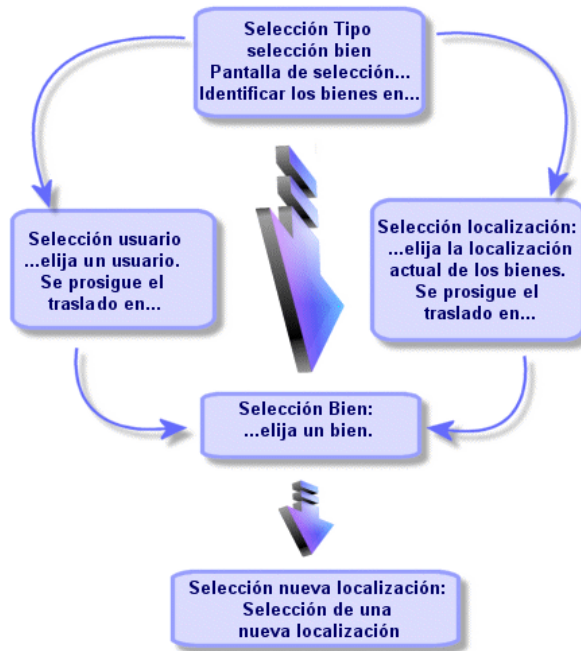 Selección Tipo
selección bien
Pantalla de selección...
Identificar los bienes en...
Selección usuario
...elija un usuario.
Se prosigue el
traslado en...
Selección localización:
...elija la localización
actual de los bienes.
Se prosigue el
traslado en...
Selección Bien:
...elija un bien.
Selección nueva localización:
Selección de una
nueva localización